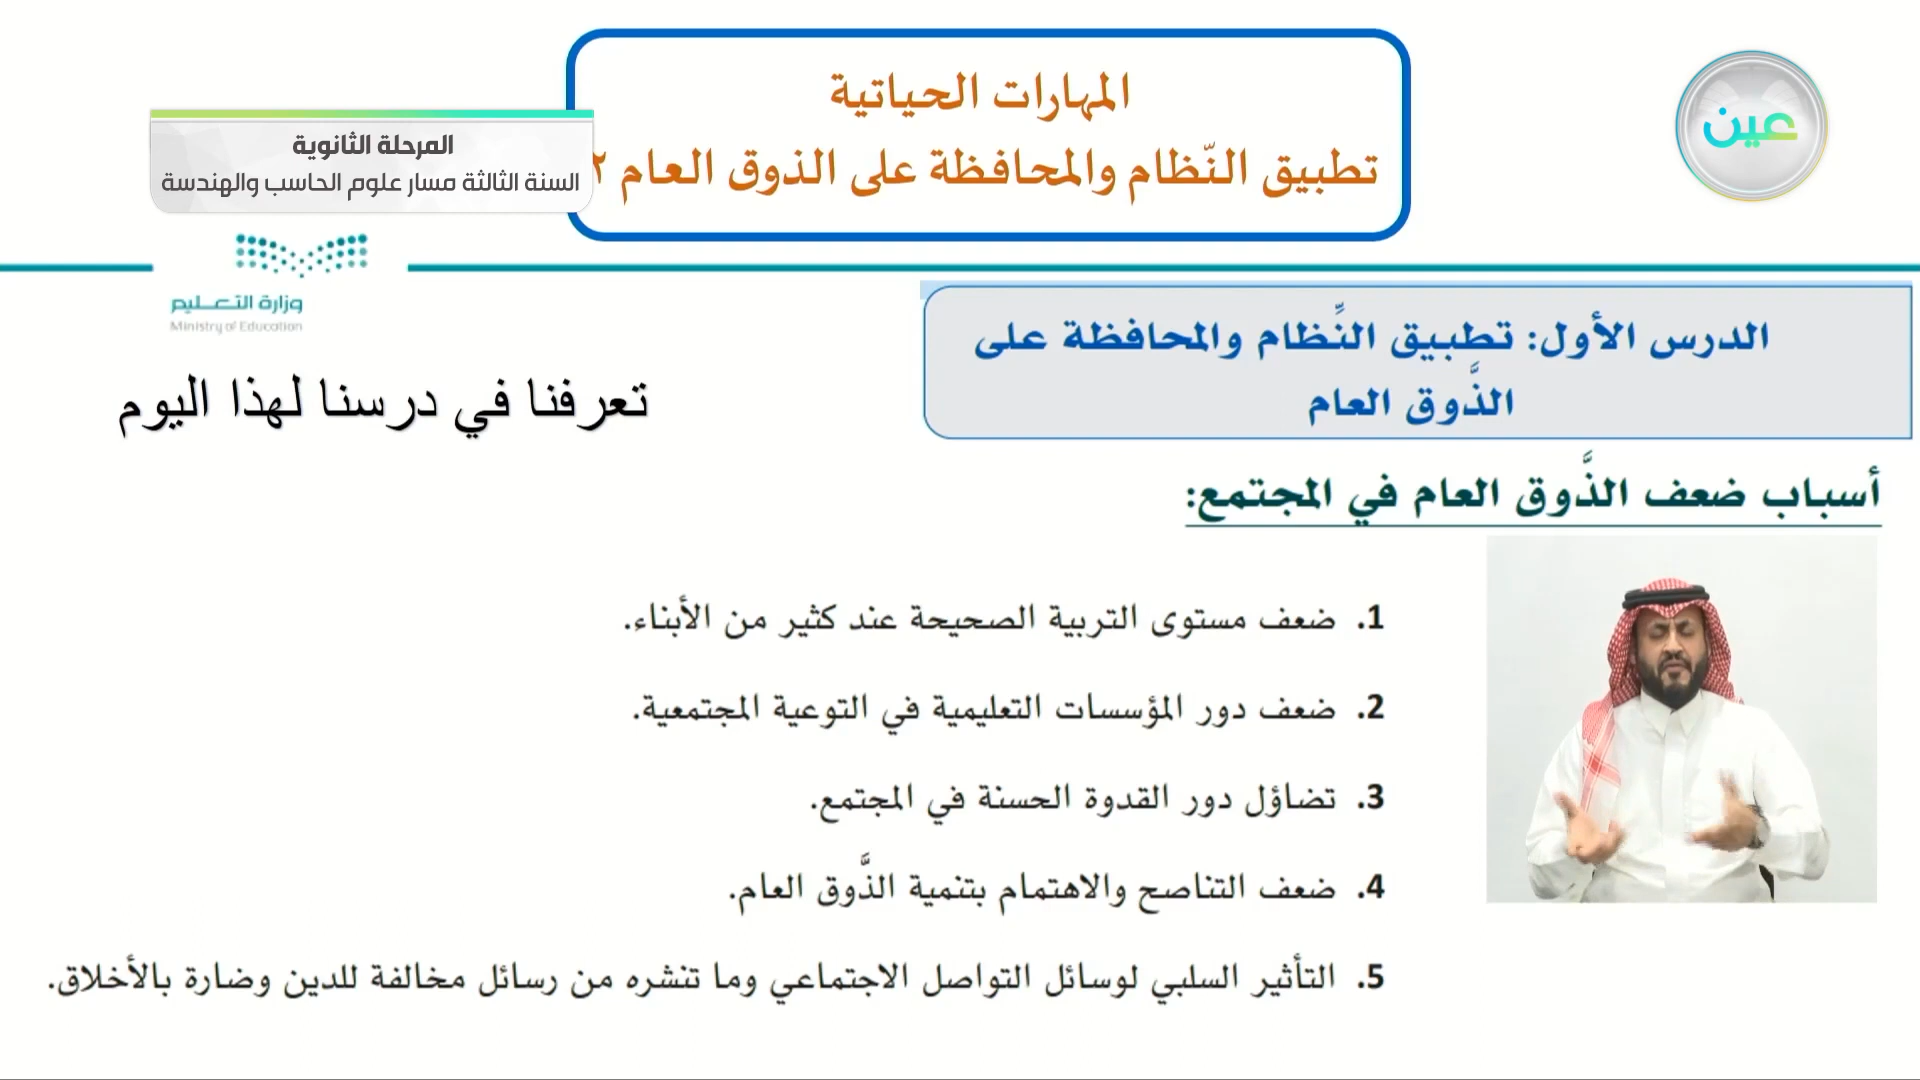 المهارات الحياتية
تطبيق النّظام والمحافظة على الذوق العام ٢
عين
المرحلة الثانوية
السنة الثالثة مسار علوم الحاسب والهندسة
وزارة التعليم
Ministry of Education
الدرس الأول: تطبيق النِّظام والمحافظة على
الذَّوق العام
تعرفنا في درسنا لهذا اليوم
أسباب ضعف الذَّوق العام في المجتمع:
1. ضعف مستوى التربية الصحيحة عند كثير من الأبناء.
2. ضعف دور المؤسسات التعليمية في التوعية المجتمعية.
3. تضاؤل دور القدوة الحسنة في المجتمع.
4. ضعف التناصح والاهتمام بتنمية الذَّوق العام.
5. التأثير السلبي لوسائل التواصل الاجتماعي وما تنشره من رسائل مخالفة للدين وضارة بالأخلاق.